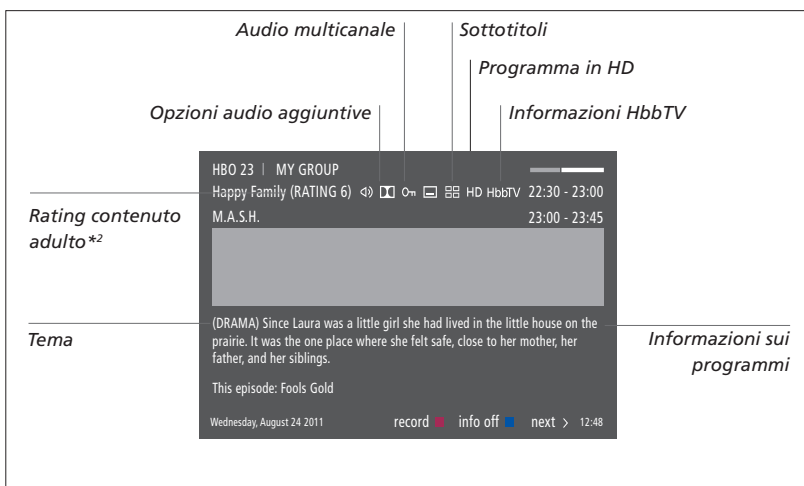 Audio multicanale
Sottotitoli
Programma in HD
Opzioni audio aggiuntive
Informazioni HbbTV
HBO 23 | MY GROUP
Happy Family (RATING 6) HD HbbTV 22:30 - 23:00
M.A.S.H. 23:00 - 23:45
Rating contenuto
adulto*2
(DRAMA) Since Laura was a little girl she had lived in the little house on the
prairie. It was the one place where she felt safe, close to her mother, her
father, and her siblings.
This episode: Fools Gold
Tema
Informazioni sui
programmi
Wednesday, August 24 2011 record info off next > 12:48